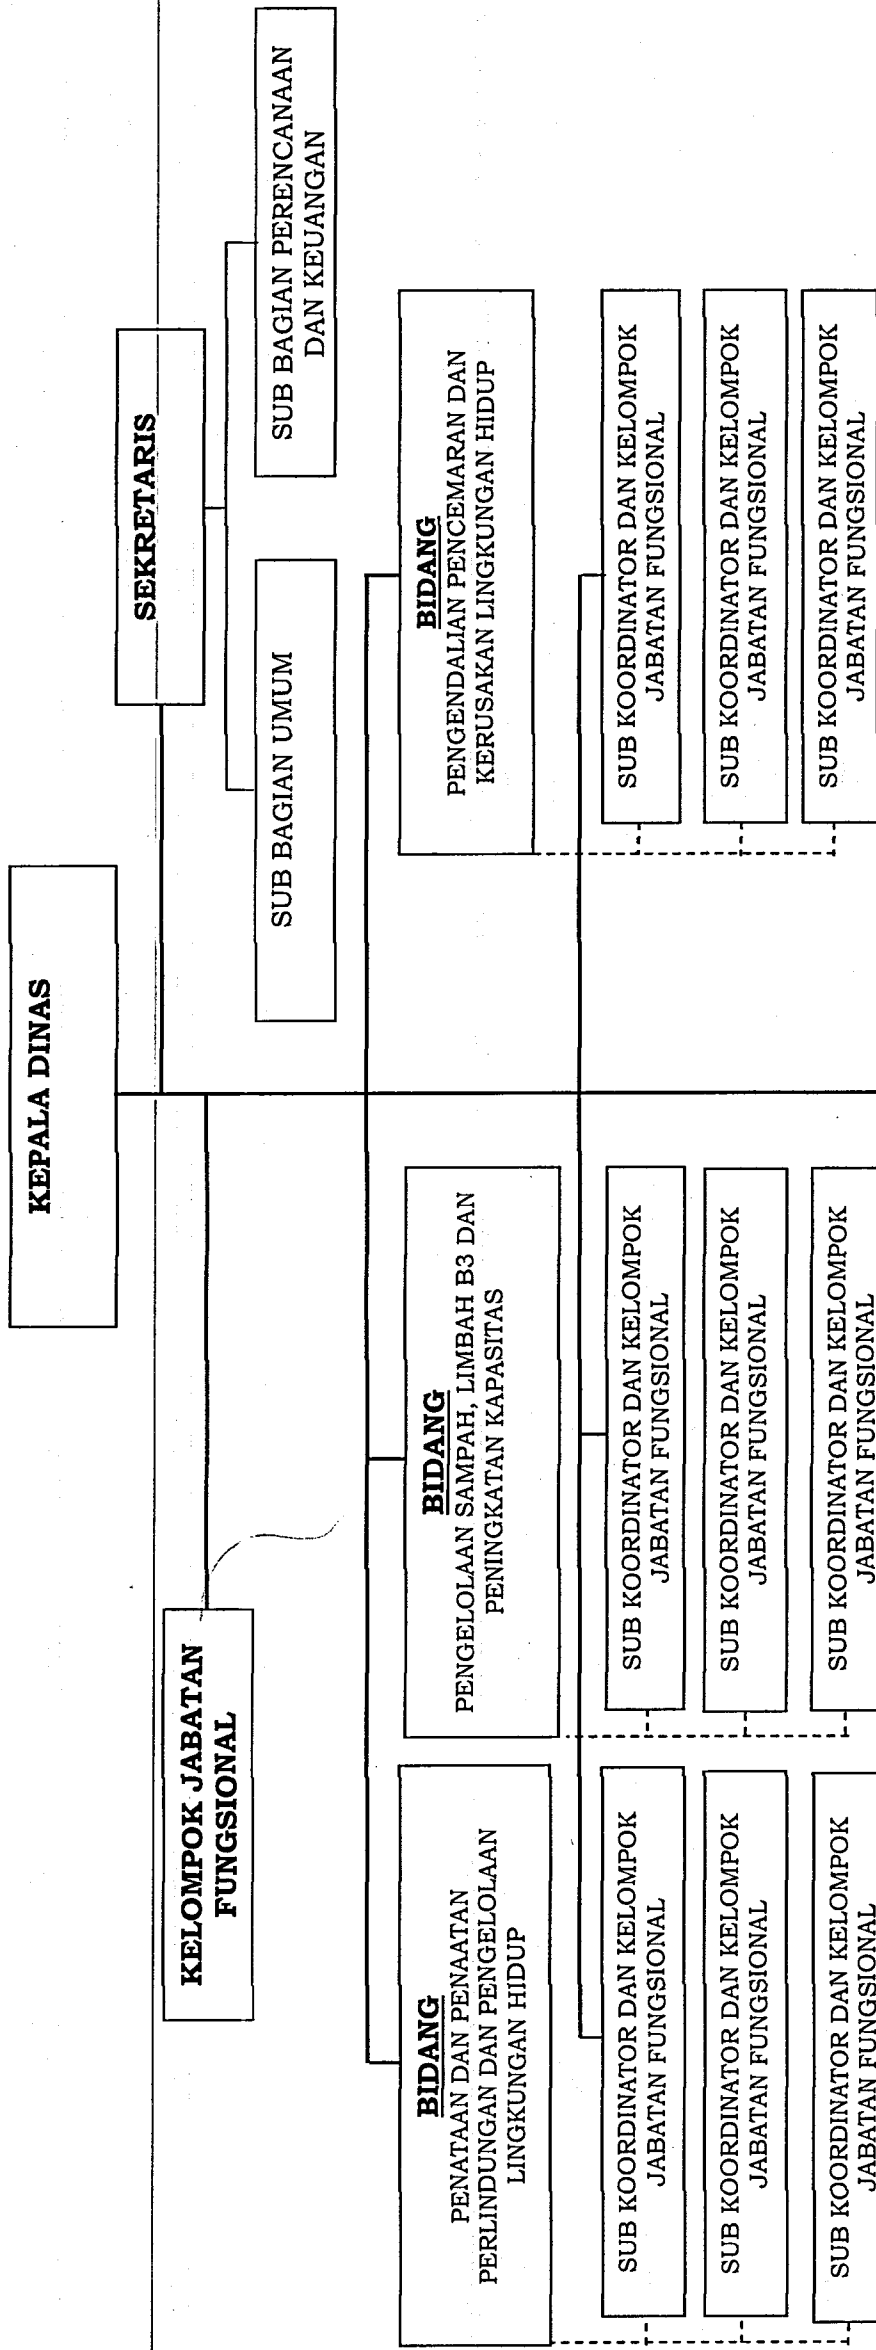 KEPALA DINAS
SEKRETARIS
KELOMPOK JABATAN
FUNGSIONAL
SUB BAGIAN UMUM
SUB BAGIAN PERENCANAAN
DAN KEUANGAN
BIDANG
PENATAAN DAN PENAATAN
PERLINDUNGAN DAN PENGELOLAAN
LINGKUNGAN HIDUP
BIDANG
PENGELOLAAN SAMPAH, LIMBAH B3 DAN
PENINGKATAN KAPASITAS
BIDANG
PENGENDALIAN PENCEMARAN DAN
KERUSAKAN LINGKUNGAN HIDUP
SUB KOORDINATOR DAN KELOMPOK
JABATAN FUNGSIONAL
SUB KOORDINATOR DAN KELOMPOK
JABATAN FUNGSIONAL
SUB KOORDINATOR DAN KELOMPOK
JABATAN FUNGSIONAL
SUB KOORDINATOR DAN KELOMPOK
JABATAN FUNGSIONAL
SUB KOORDINATOR DAN KELOMPOK
JABATAN FUNGSIONAL
SUB KOORDINATOR DAN KELOMPOK
JABATAN FUNGSIONAL
SUB KOORDINATOR DAN KELOMPOK
JABATAN FUNGSIONAL
SUB KOORDINATOR DAN KELOMPOK
JABATAN FUNGSIONAL
SUB KOORDINATOR DAN KELOMPOK
JABATAN FUNGSIONAL